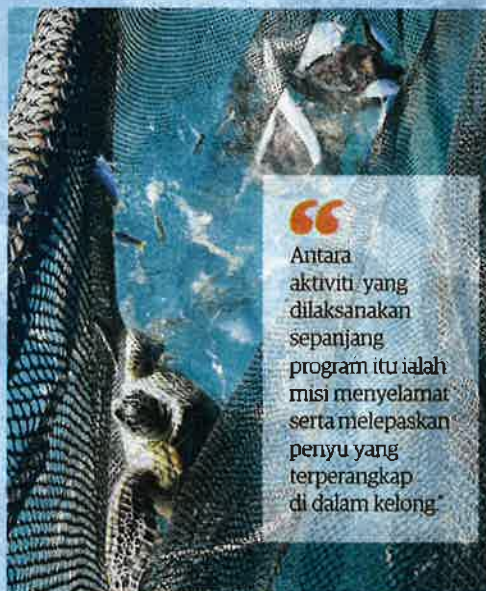 “
Antara
aktiviti yang
dilaksanakan
sepanjang
program itu ialah
misi menyelamat
serta melepaskan
penyu yang
terperangkap
di dalam kelong."